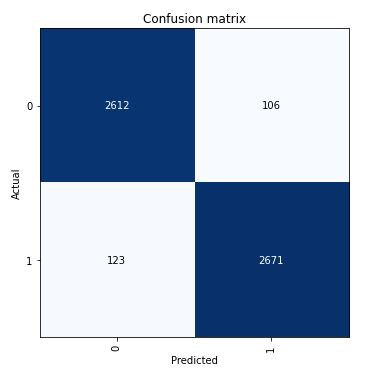 Confusion matrix
Actual
0
2612
106
1
123
2671
0
1
Predicted